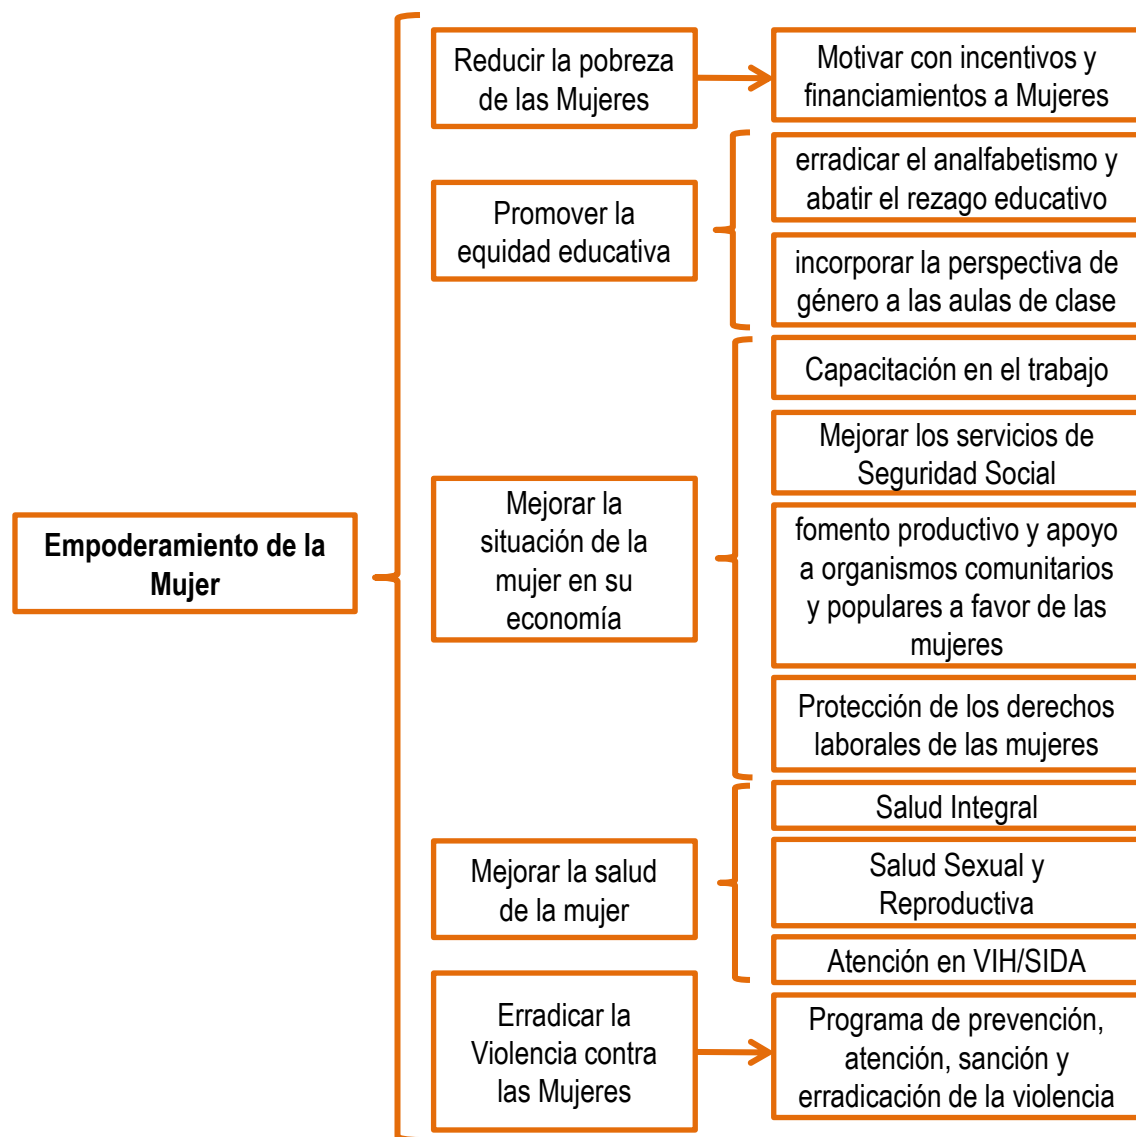 Empoderamiento de la
Mujer
Reducir la pobreza
de las Mujeres
Motivar con incentivos y
financiamientos a Mujeres
Promover la
equidad educativa
erradicar el analfabetismo y
abatir el rezago educativo
incorporar la perspectiva de
género a las aulas de clase
Mejorar la
situación de la
mujer en su
economía
Capacitación en el trabajo
Mejorar los servicios de
Seguridad Social
fomento productivo y apoyo
a organismos comunitarios
y populares a favor de las
mujeres
Protección de los derechos
laborales de las mujeres
Mejorar la salud
de la mujer
Salud Integral
Salud Sexual y
Reproductiva
Atención en VIH/SIDA
Erradicar la
Violencia contra
las Mujeres
Programa de prevención,
atención, sanción y
erradicación de la violencia